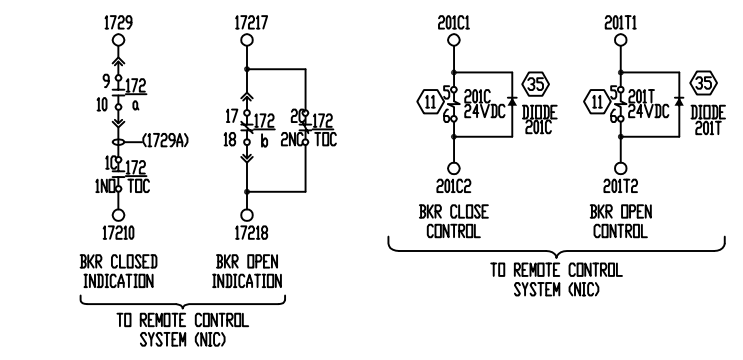 1729
17217
201C1
201T1
9
172
10
a
(1729A)
1C
172
1NO
TOC
17210
17
172
18
b
2C
172
2NC
TOC
17218
11
5
201C
6
24VDC
35
DIODE
201C
201C2
11
5
201T
6
24VDC
35
DIODE
201T
201T2
BKR CLOSED
INDICATION
BKR OPEN
INDICATION
TO REMOTE CONTROL
SYSTEM (NIC)
BKR CLOSE
CONTROL
BKR OPEN
CONTROL
TO REMOTE CONTROL
SYSTEM (NIC)